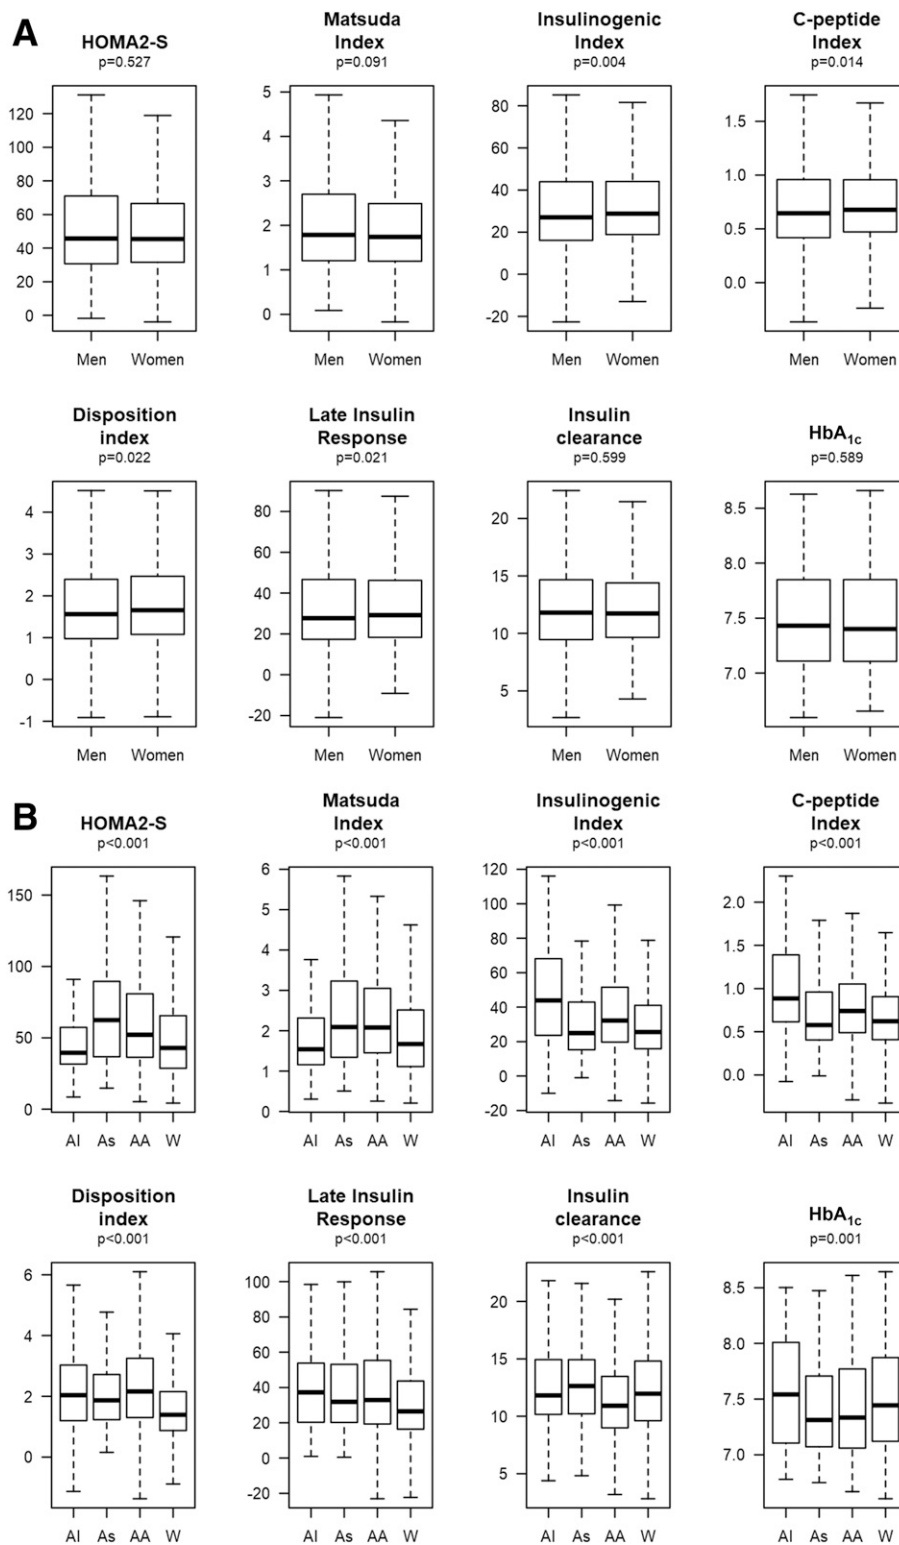 A
HOMA2-S
p=0.527
120
100
80
60
40
20
0
Men Women
Matsuda
Index
p=0.091
5
4
3
2
1
0
Men Women
Insulinogenic
Index
p=0.004
80
60
40
20
0
-20
Men Women
C-peptide
Index
p=0.014
1.5
1.0
0.5
0.0
Men Women
Disposition
index
p=0.022
4
3
2
1
0
-1
Men Women
Late Insulin
Response
p=0.021
80
60
40
20
0
-20
Men Women
Insulin
clearance
p=0.599
20
15
10
5
Men Women
HbA1c
p=0.589
8.5
8.0
7.5
7.0
Men Women
B
HOMA2-S
p<0.001
150
100
50
0
AI As AA W
Matsuda
Index
p<0.001
6
5
4
3
2
1
0
AI As AA W
Insulinogenic
Index
p<0.001
120
100
80
60
40
20
0
-20
AI As AA W
C-peptide
Index
p<0.001
2.0
1.5
1.0
0.5
0.0
AI As AA W
Disposition
index
p<0.001
6
4
2
0
AI As AA W
Late Insulin
Response
p<0.001
100
80
60
40
20
0
-20
AI As AA W
Insulin
clearance
p<0.001
20
15
10
5
AI As AA W
HbA1c
p=0.001
8.5
8.0
7.5
7.0
AI As AA W